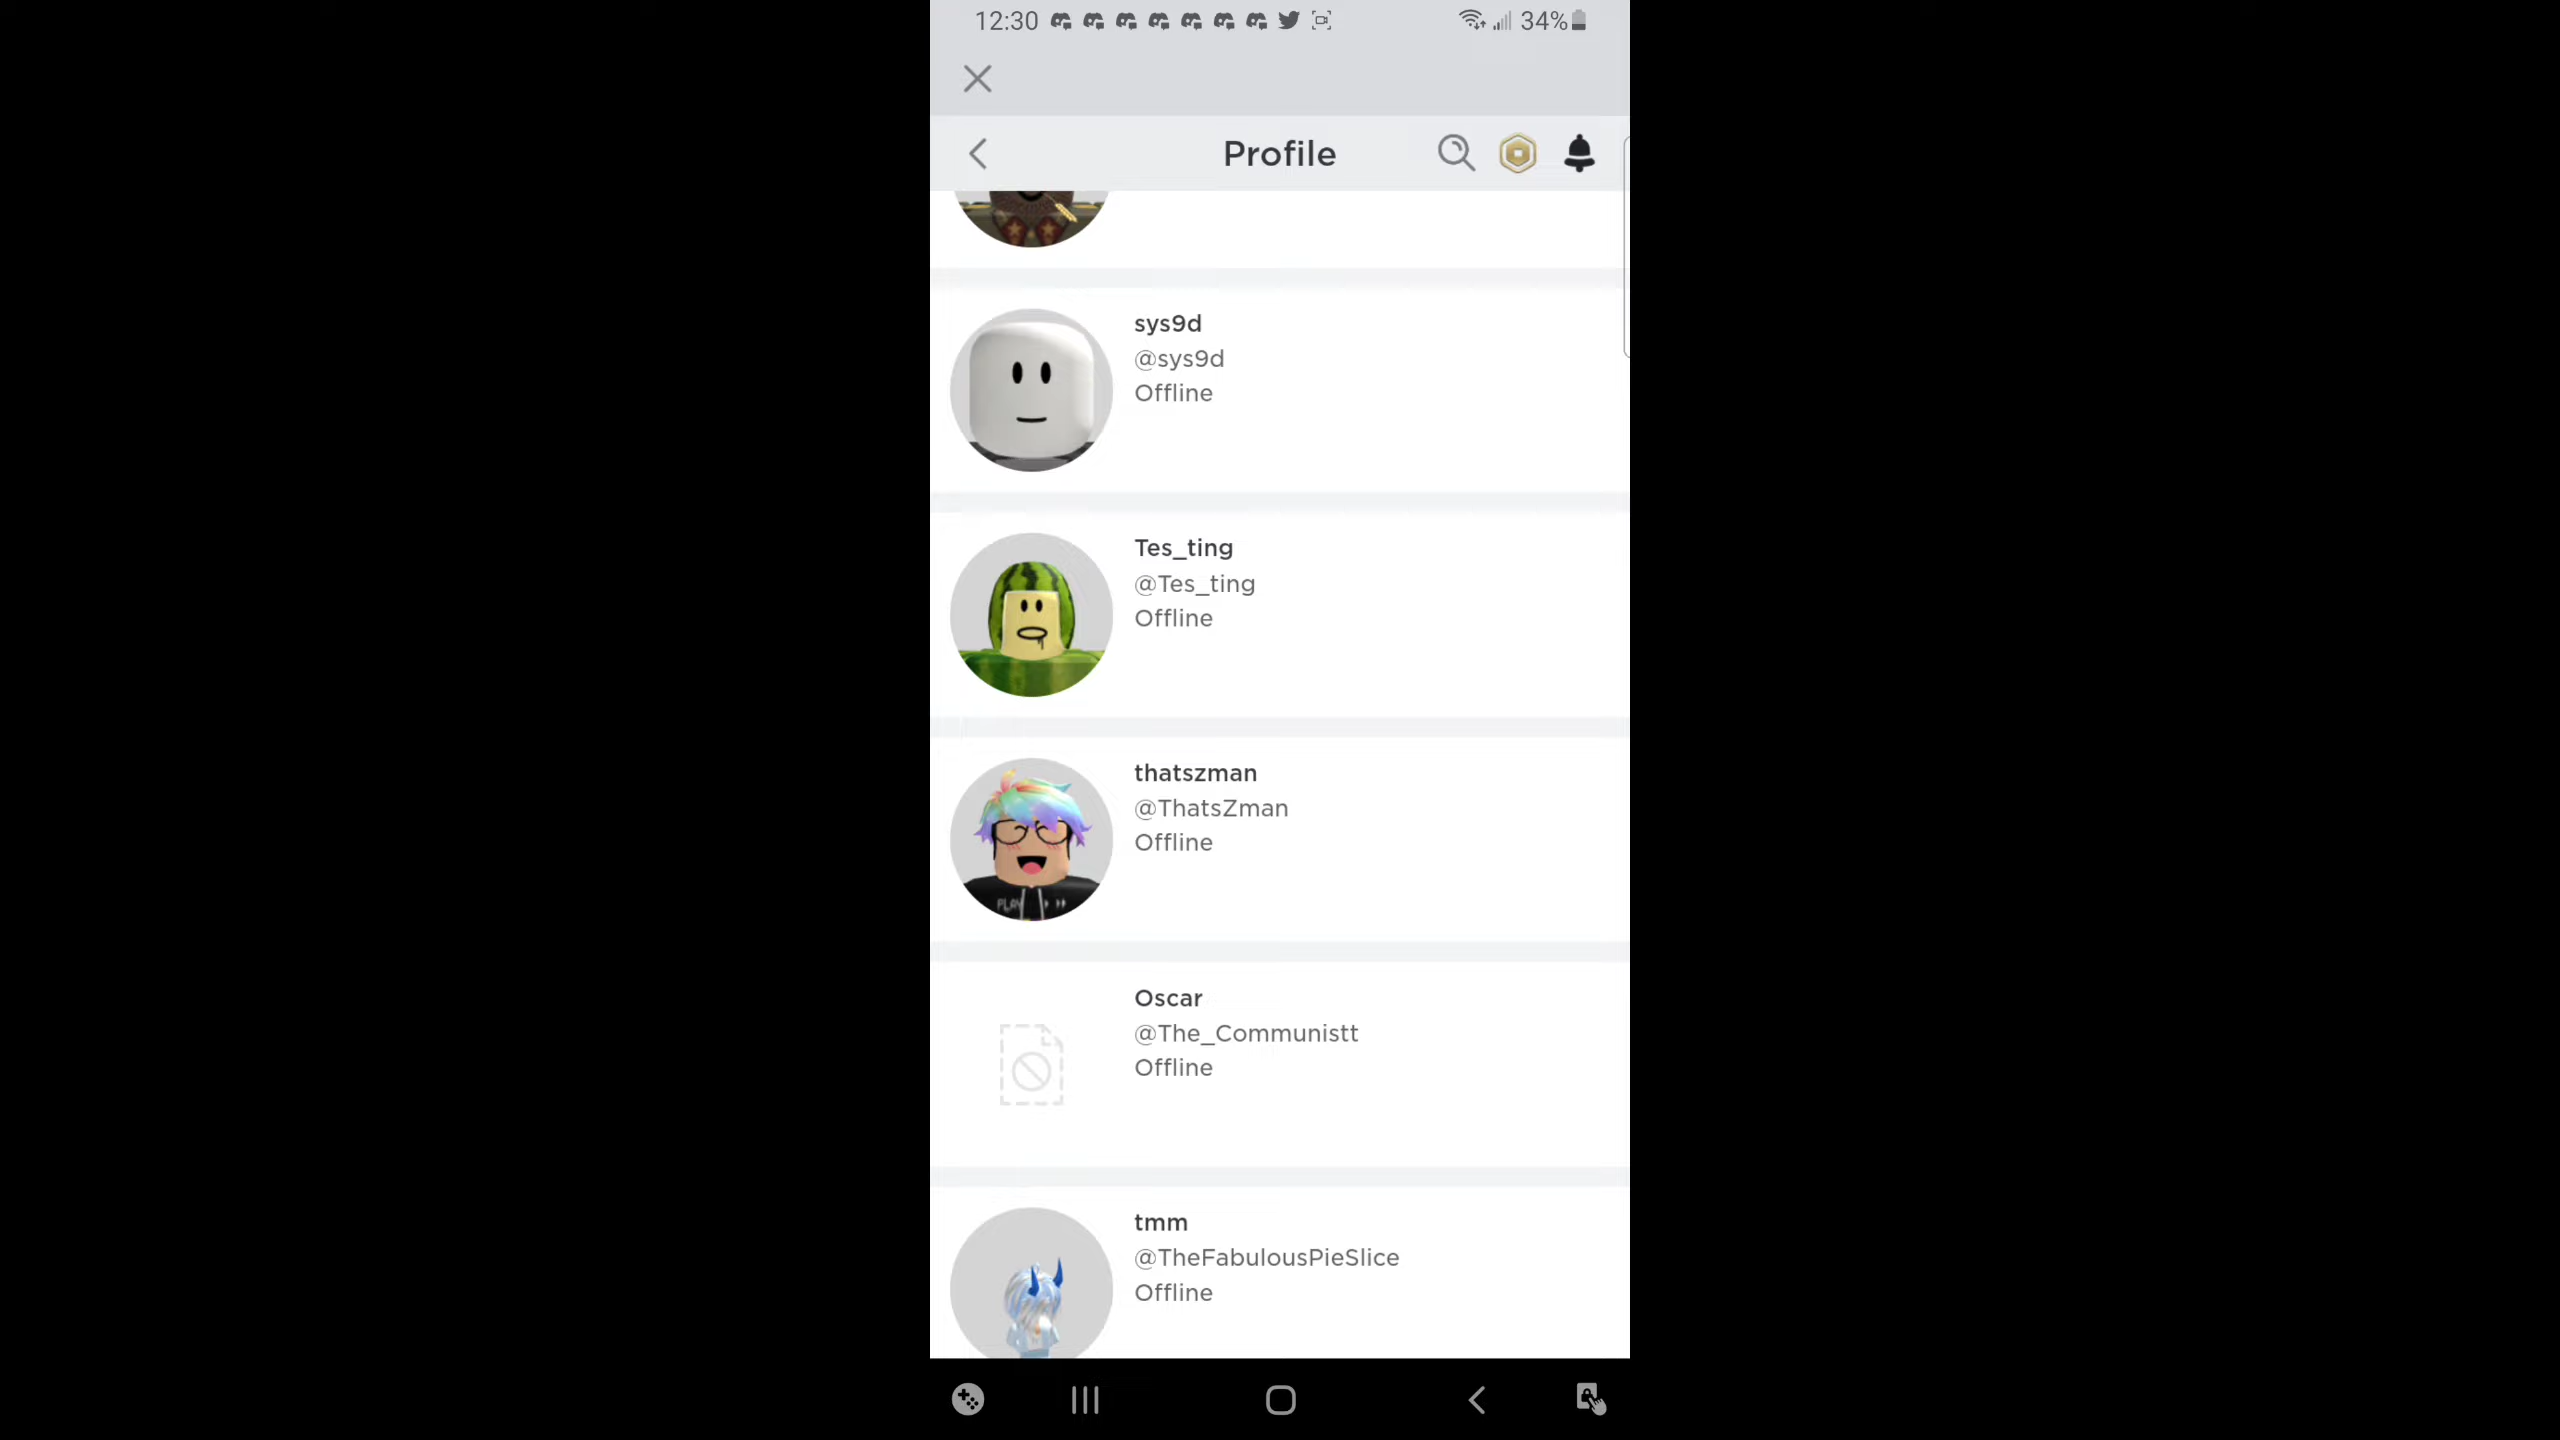 12:30
34%
Profile
sys9d
@sys9d
Offline
Tes_ting
@Tes_ting
Offline
thatszman
@ThatsZman
Offline
PLAY
Oscar
@The_Communistt
Offline
tmm
@TheFabulousPieSlice
Offline